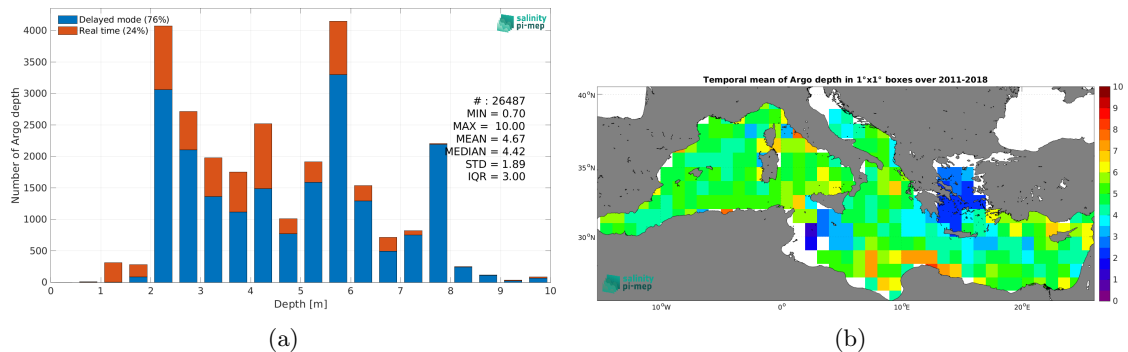 Delayed mode (76%)
Real time (24%)
salinity
pi-mep
Number of Argo depth
4000
3500
3000
2500
2000
1500
1000
500
0
# : 26487
MIN = 0.70
MAX = 10.00
MEAN = 4.67
MEDIAN = 4.42
STD = 1.89
IQR = 3.00
0 1 2 3 4 5 6 7 8 9 10
Depth [m]
(a)
Temporal mean of Argo depth in 1°x1° boxes over 2011-2018
40°N
35°N
30°N
10°W 0° 10°E 20°E
salinity
pi-mep
10
9
8
7
6
5
4
3
2
1
0
(b)